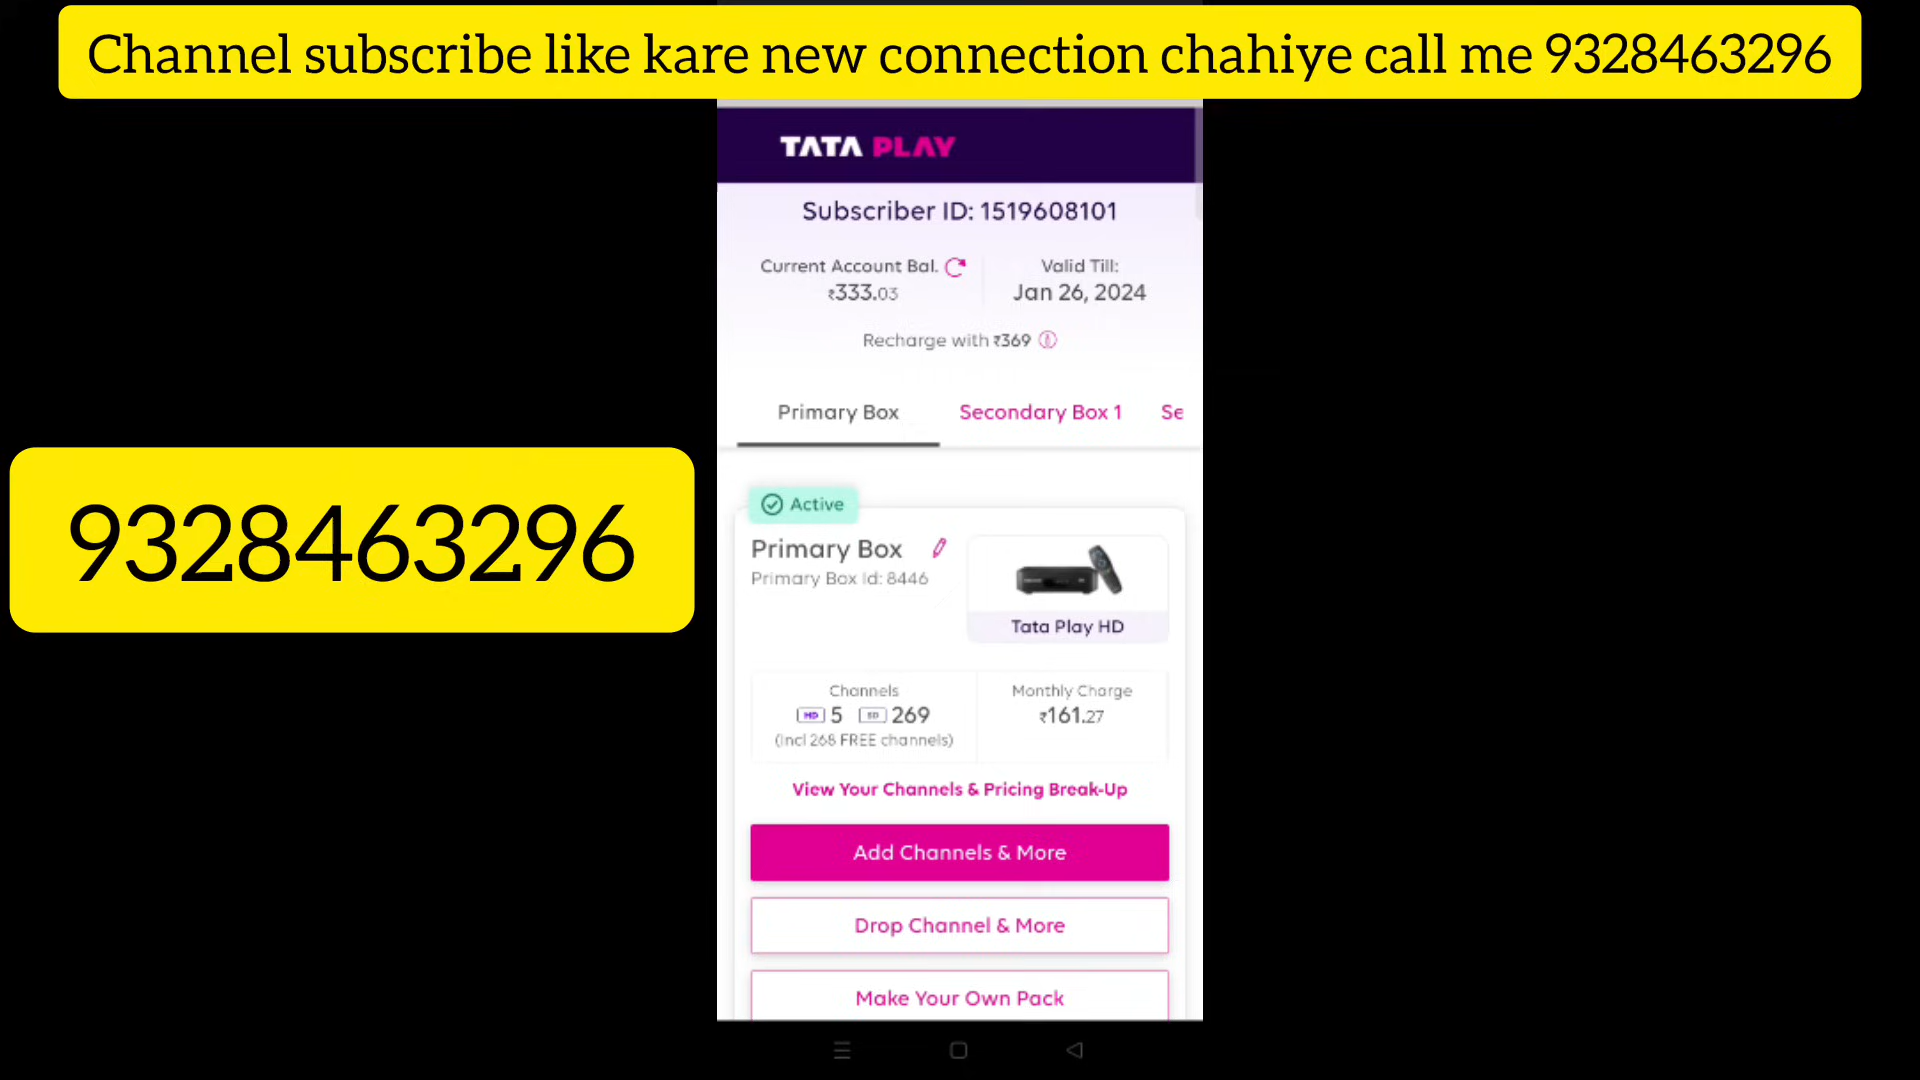 Channel subscribe like kare new connection chahiye call me 9328463296
TATA PLAY
Subscriber ID: 1519608101
Current Account Bal.
₹333.03
Valid Till:
Jan 26, 2024
Recharge with ₹369
Primary Box
Secondary Box 1
Se
9328463296
Active
Primary Box
Primary Box Id: 8446
Tata Play HD
Channels
HD 5 SD 269
(Incl 268 FREE channels)
Monthly Charge
₹161.27
View Your Channels & Pricing Break-Up
Add Channels & More
Drop Channel & More
Make Your Own Pack